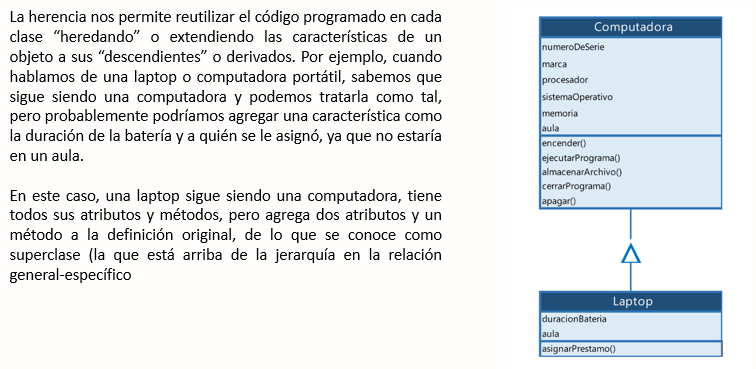 La herencia nos permite reutilizar el código programado en cada
clase “heredando” o extendiendo las características de un
objeto a sus “descendientes” o derivados. Por ejemplo, cuando
hablamos de una laptop o computadora portátil, sabemos que
sigue siendo una computadora y podemos tratarla como tal,
pero probablemente podríamos agregar una característica como
la duración de la batería y a quién se le asignó, ya que no estaría
en un aula.
En este caso, una laptop sigue siendo una computadora, tiene
todos sus atributos y métodos, pero agrega dos atributos y un
método a la definición original, de lo que se conoce como
superclase (la que está arriba de la jerarquía en la relación
general-específico
Computadora
numeroDeSerie
marca
procesador
sistemaOperativo
memoria
aula
encender()
ejecutarPrograma()
almacenarArchivo()
cerrarPrograma()
apagar()
Laptop
duracionBateria
aula
asignarPrestamo()